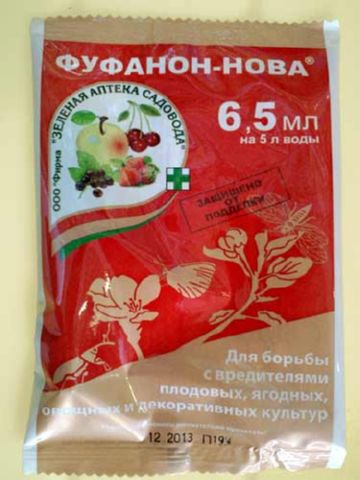 ФУФАНОН-НОВА®
ООО "Фирма "ЗЕЛЕНАЯ АПТЕКА САДОВОДА"
6,5 мл
на 5 л воды
ЗАЩИЩЕНО
ОТ
ПОДДЕЛКИ
Для борьбы
с вредителями
плодовых, ягодных,
овощных и декоративных культур
12 2013 П19